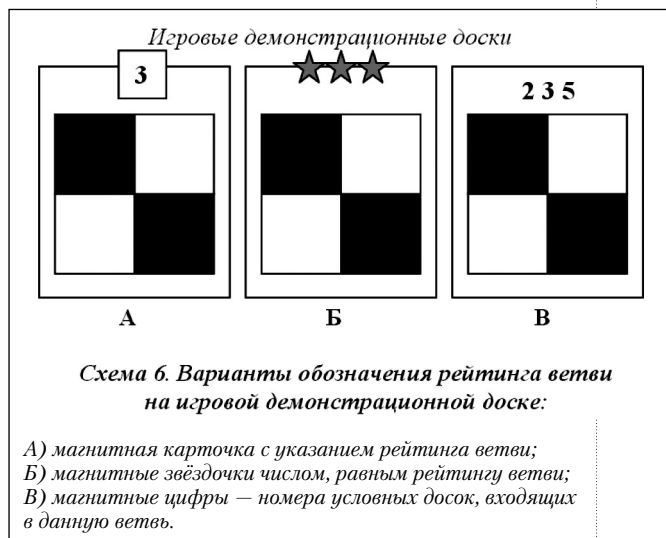 Игровые демонстрационные доски
3
2 3 5
А Б В
Схема 6. Варианты обозначения рейтинга ветви
на игровой демонстрационной доске:
А) магнитная карточка с указанием рейтинга ветви;
Б) магнитные звёздочки числом, равным рейтингу ветви;
В) магнитные цифры — номера условных досок, входящих
в данную ветвь.